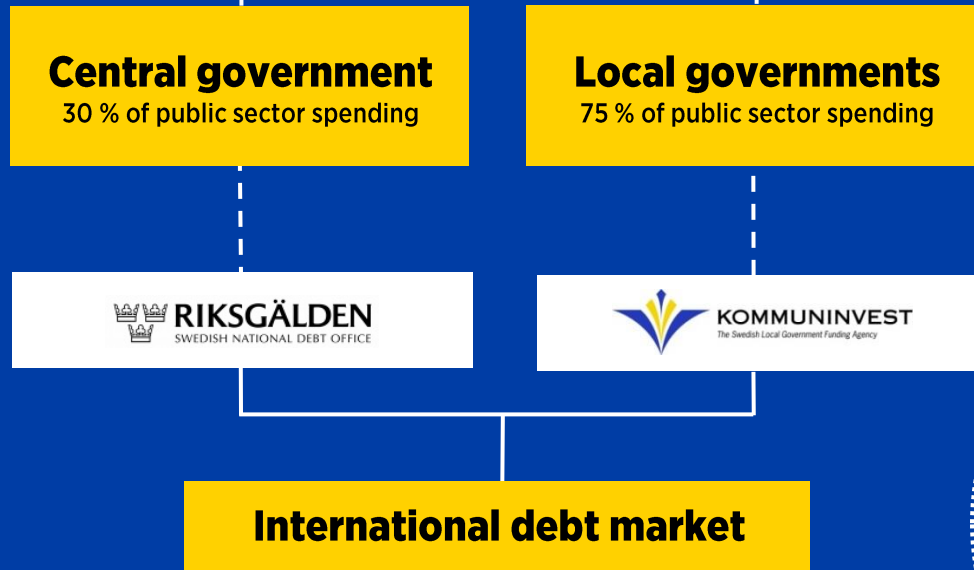 Central government
30 % of public sector spending
Local governments
75 % of public sector spending
RIKSGÄLDEN
SWEDISH NATIONAL DEBT OFFICE
KOMMUNINVEST
The Swedish Local Government Funding Agency
International debt market